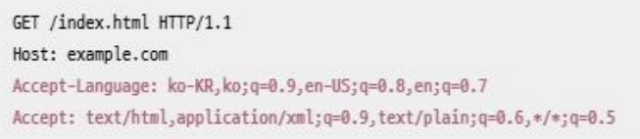 GET /index.html HTTP/1.1
Host: example.com
Accept-Language: ko-KR,ko;q=0.9,en-US;q=0.8,en;q=0.7
Accept: text/html,application/xml;q=0.9,text/plain;q=0.6,*/*;q=0.5